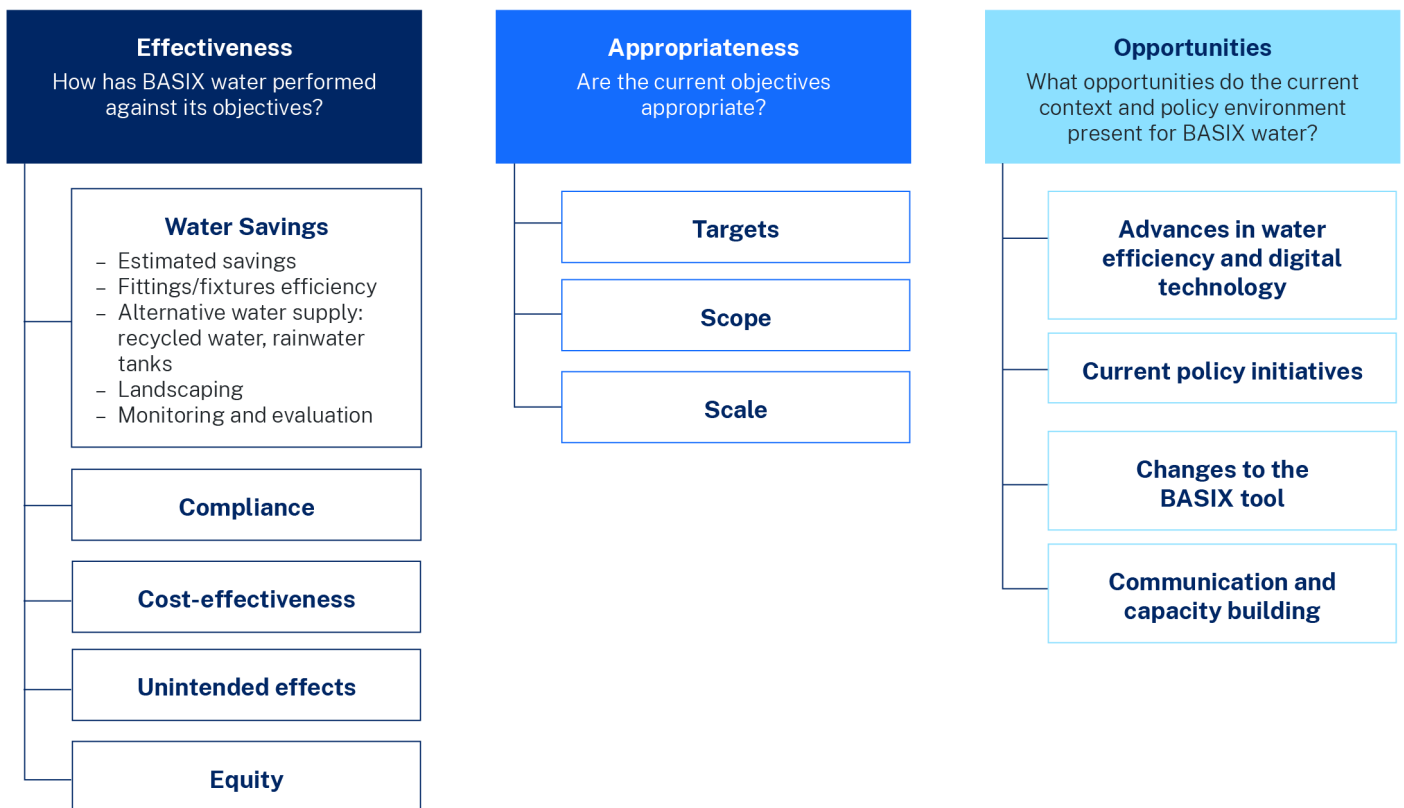 Effectiveness
How has BASIX water performed
against its objectives?
Water Savings
– Estimated savings
– Fittings/fixtures efficiency
– Alternative water supply:
recycled water, rainwater
tanks
– Landscaping
– Monitoring and evaluation
Compliance
Cost-effectiveness
Unintended effects
Equity
Appropriateness
Are the current objectives
appropriate?
Targets
Scope
Scale
Opportunities
What opportunities do the current
context and policy environment
present for BASIX water?
Advances in water
efficiency and digital
technology
Current policy initiatives
Changes to the
BASIX tool
Communication and
capacity building